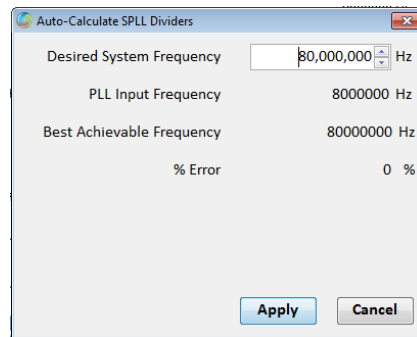 Auto-Calculate SPLL Dividers
Desired System Frequency 80,000,000 Hz
PLL Input Frequency 8000000 Hz
Best Achievable Frequency 80000000 Hz
% Error 0 %
Apply Cancel